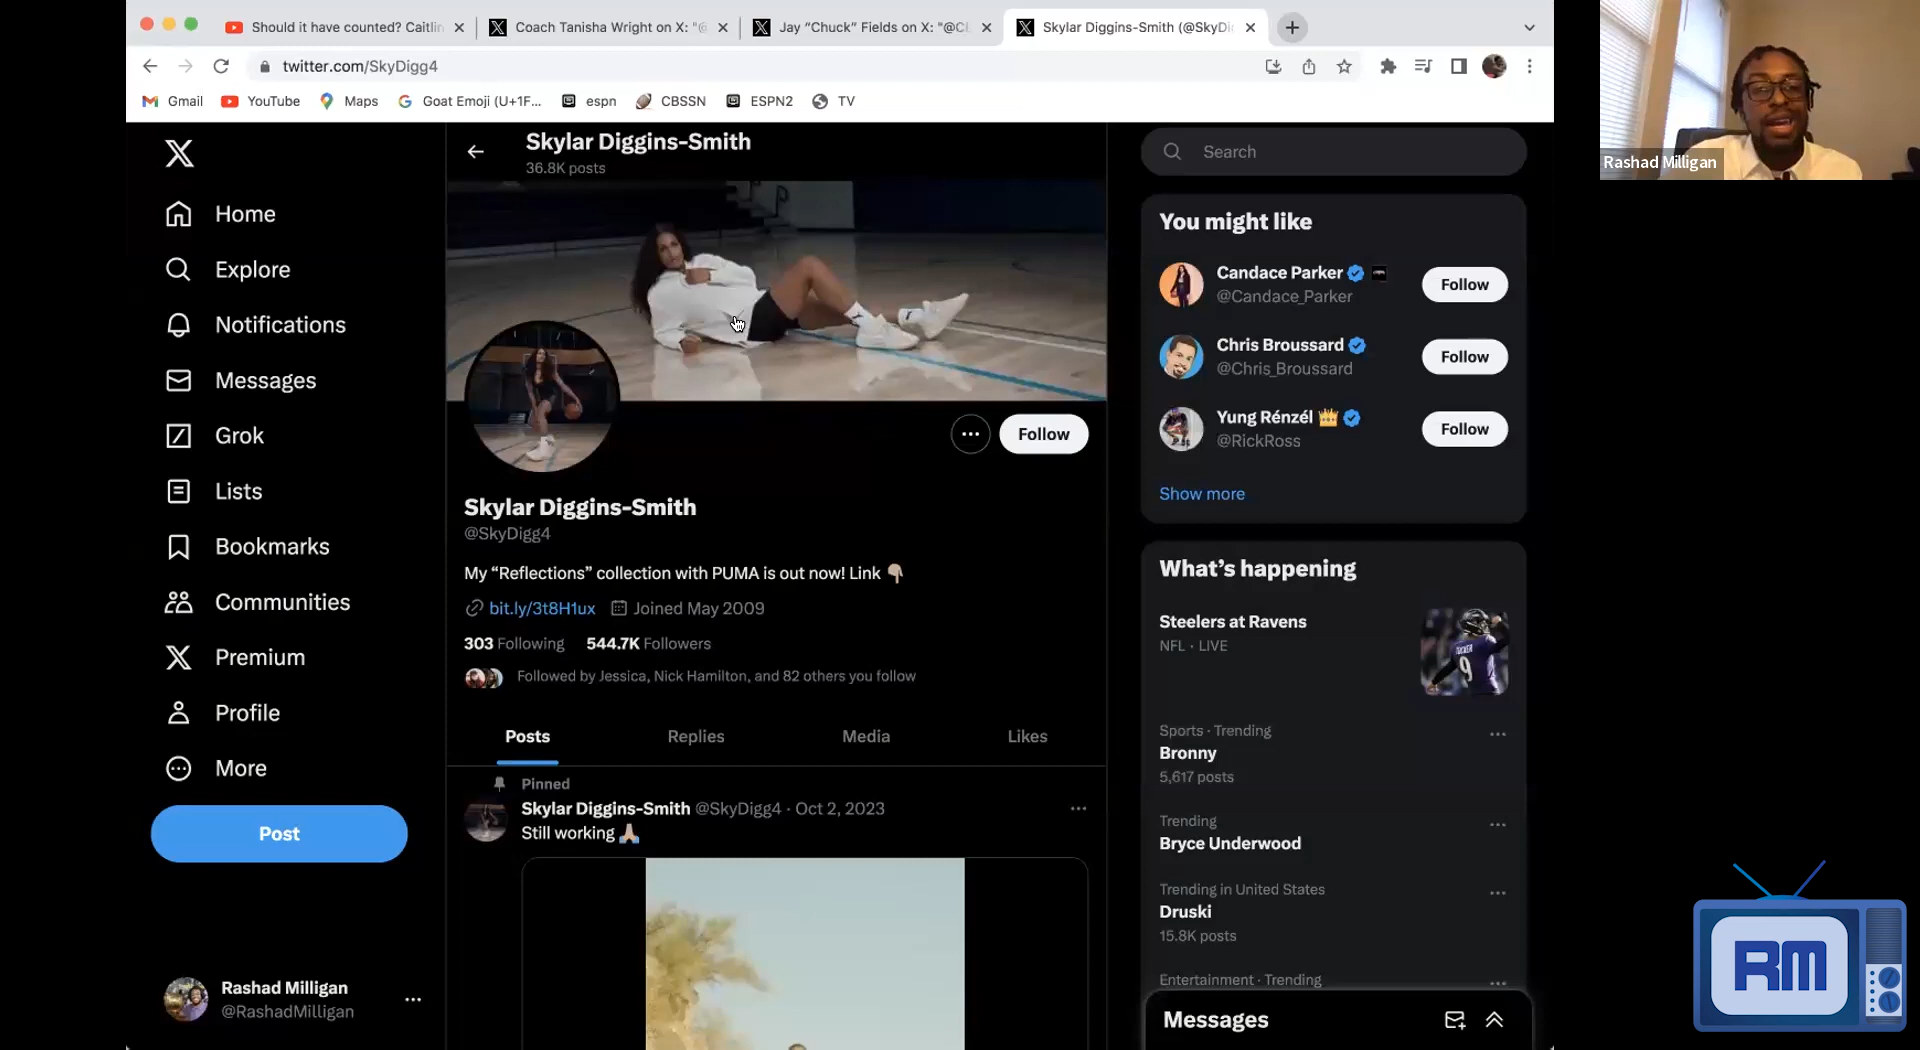 Should it have counted? Caitlin
Coach Tanisha Wright on X: "@
Jay “Chuck” Fields on X: "@CL
Skylar Diggins-Smith (@SkyDi
twitter.com/SkyDigg4
Gmail
YouTube
Maps
Goat Emoji (U+1F...
espn
CBSSN
ESPN2
TV
Home
Explore
Notifications
Messages
Grok
Lists
Bookmarks
Communities
Premium
Profile
More
Post
Rashad Milligan
@RashadMilligan
Skylar Diggins-Smith
36.8K posts
Follow
Skylar Diggins-Smith
@SkyDigg4
My “Reflections” collection with PUMA is out now! Link 👇🏽
bit.ly/3t8H1ux Joined May 2009
303 Following 544.7K Followers
Followed by Jessica, Nick Hamilton, and 82 others you follow
Posts Replies Media Likes
Pinned
Skylar Diggins-Smith @SkyDigg4 · Oct 2, 2023
Still working 🙏🏽
Search
You might like
Candace Parker
@Candace_Parker
Follow
Chris Broussard
@Chris_Broussard
Follow
Yung Rénzél 👑
@RickRoss
Follow
Show more
What’s happening
Steelers at Ravens
NFL · LIVE
TUCKER
9
Sports · Trending
Bronny
5,617 posts
Trending
Bryce Underwood
Trending in United States
Druski
15.8K posts
Entertainment · Trending
Messages
Rashad Milligan
RM